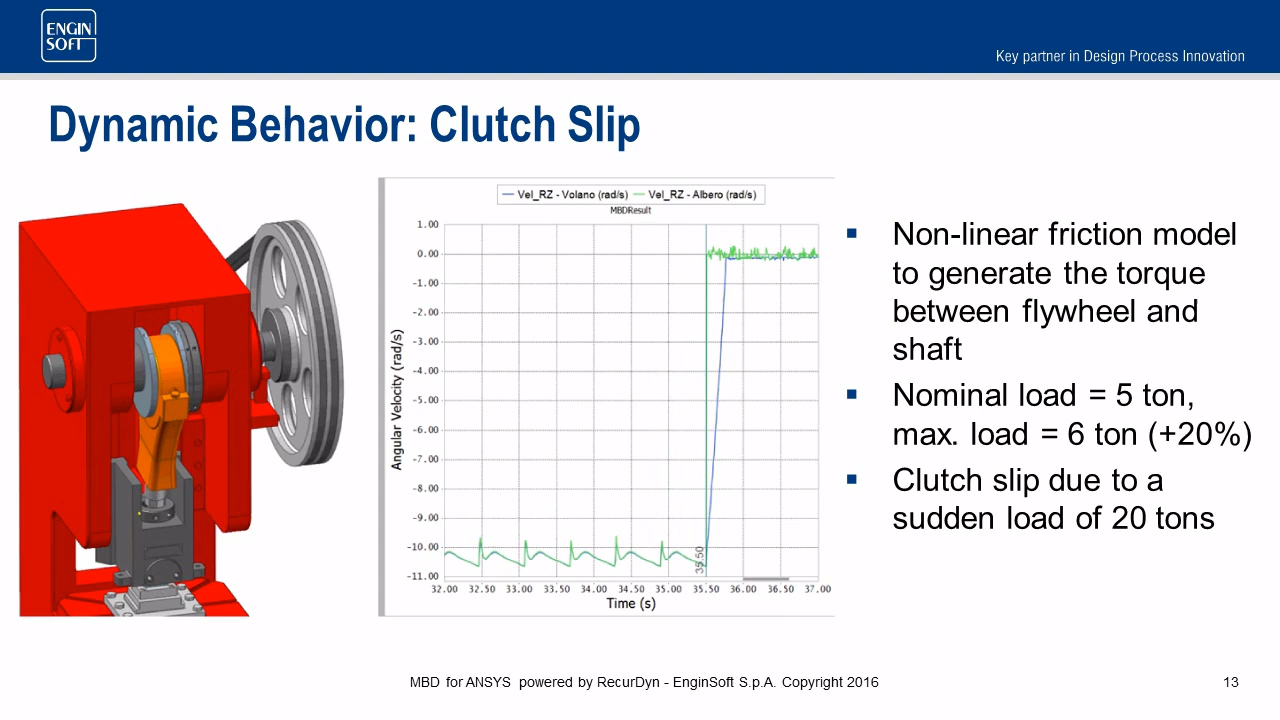 ENGIN
SOFT
Key partner in Design Process Innovation
Dynamic Behavior: Clutch Slip
Vel_RZ - Volano (rad/s)
Vel_RZ - Albero (rad/s)
MBDResult
Angular Velocity (rad/s)
1.00
0.00
-1.00
-2.00
-3.00
-4.00
-5.00
-6.00
-7.00
-8.00
-9.00
-10.00
-11.00
35.50
32.00 32.50 33.00 33.50 34.00 34.50 35.00 35.50 36.00 36.50 37.00
Time (s)
▪ Non-linear friction model
to generate the torque
between flywheel and
shaft
▪ Nominal load = 5 ton,
max. load = 6 ton (+20%)
▪ Clutch slip due to a
sudden load of 20 tons
MBD for ANSYS powered by RecurDyn - EnginSoft S.p.A. Copyright 2016
13